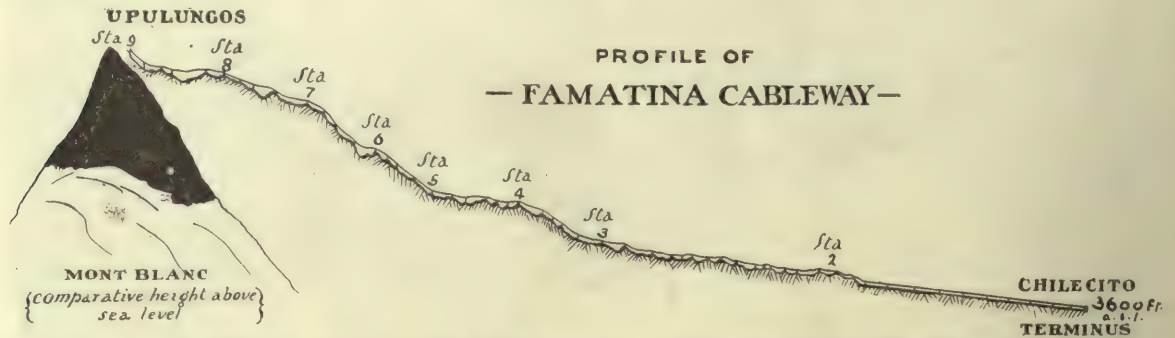 UPULUNGOS
Sta 9
Sta
8
Sta
7
PROFILE OF
— FAMATINA CABLEWAY —
Sta
6
Sta
5
Sta
4
Sta
3
Sta
2
MONT BLANC
{comparative height above
sea level}
CHILECITO
3600 Ft.
a.s.l.
TERMINUS